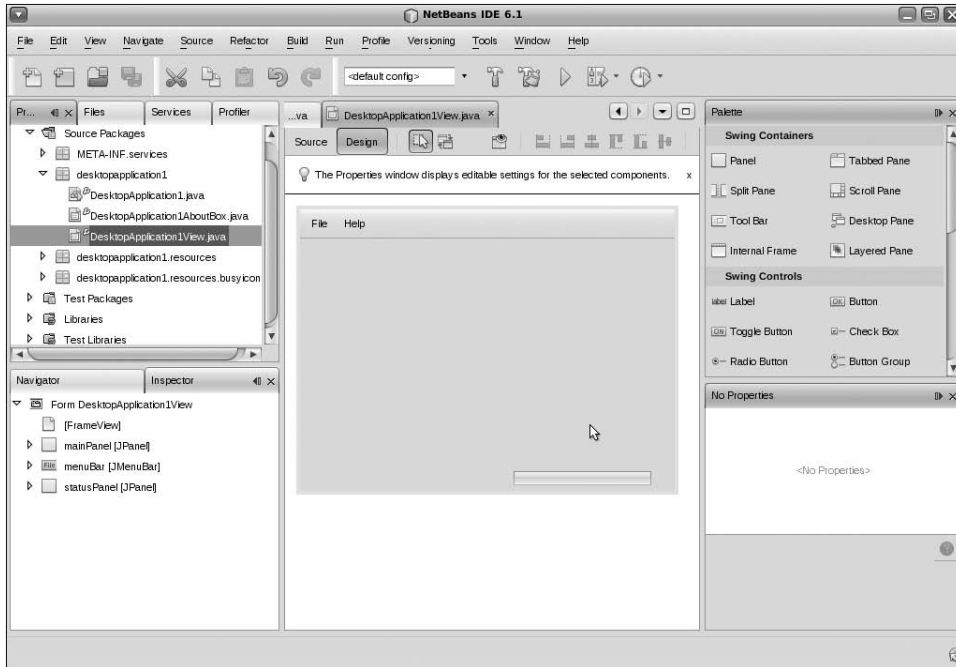 NetBeans IDE 6.1
File Edit View Navigate Source Refactor Build Run Profile Versioning Tools Window Help
<default config>
Pr... Files Services Profiler
Source Packages
META-INF.services
desktopapplication1
DesktopApplication1.java
DesktopApplication1AboutBox.java
DesktopApplication1View.java
desktopapplication1.resources
desktopapplication1.resources.busyicon
Test Packages
Libraries
Test Libraries
Navigator Inspector
Form DesktopApplication1View
[FrameView]
mainPanel [JPanel]
File menuBar [JMenuBar]
statusPanel [JPanel]
...va DesktopApplication1View.java
Source Design
The Properties window displays editable settings for the selected components. x
File Help
Palette
Swing Containers
Panel Tabbed Pane
Split Pane Scroll Pane
Tool Bar Desktop Pane
Internal Frame Layered Pane
Swing Controls
label Label OK Button
ON Toggle Button Check Box
Radio Button Button Group
No Properties
<No Properties>